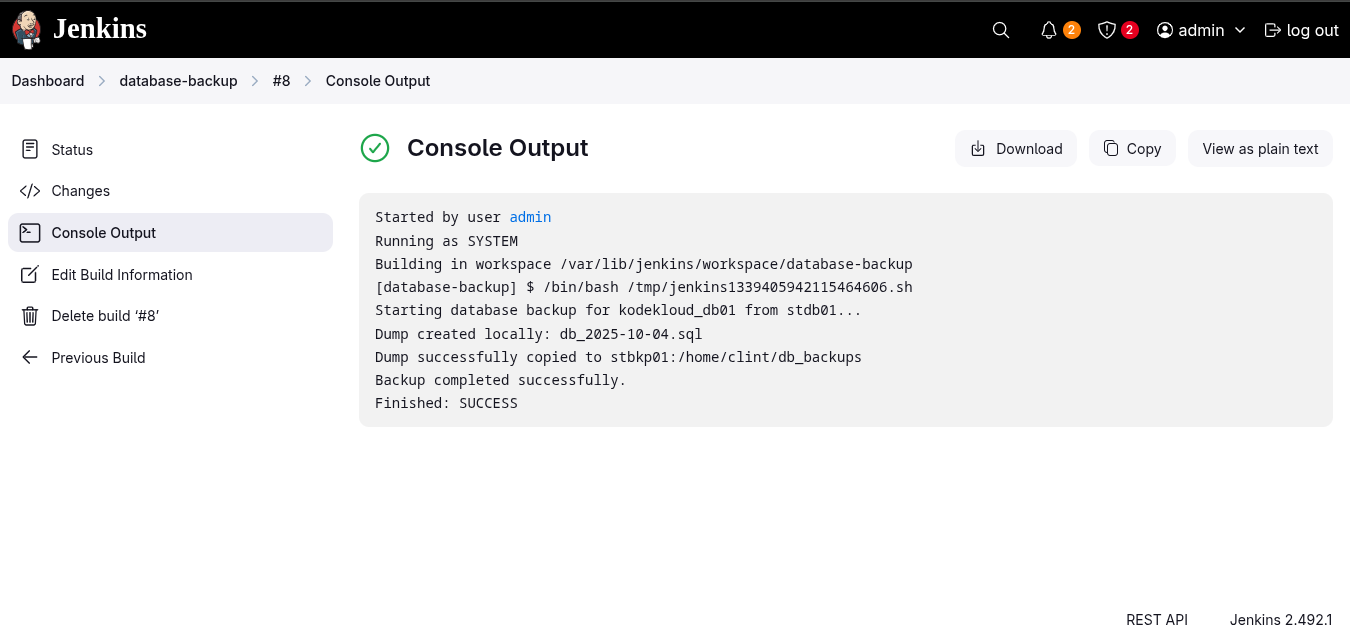 Jenkins
2
2
admin
log out
Dashboard
database-backup
#8
Console Output
Status
Changes
Console Output
Edit Build Information
Delete build ‘#8’
Previous Build
Console Output
Download
Copy
View as plain text
Started by user admin
Running as SYSTEM
Building in workspace /var/lib/jenkins/workspace/database-backup
[database-backup] $ /bin/bash /tmp/jenkins1339405942115464606.sh
Starting database backup for kodekloud_db01 from stdb01...
Dump created locally: db_2025-10-04.sql
Dump successfully copied to stbkp01:/home/clint/db_backups
Backup completed successfully.
Finished: SUCCESS
REST API
Jenkins 2.492.1